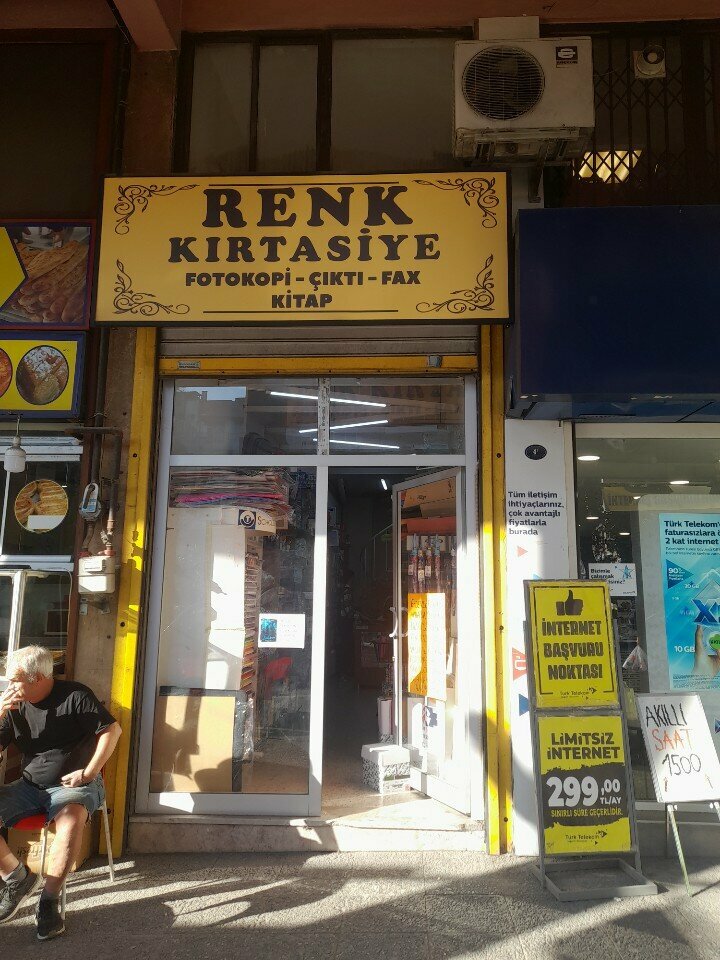 RENK
KIRTASİYE
FOTOKOPİ - ÇIKTI - FAX
KİTAP
Tüm iletişim
ihtiyaçlarınız,
çok avantajlı
fiyatlarla
burada
İNTERNET
BAŞVURU
NOKTASI
Türk Telekom
LİMİTSİZ
İNTERNET
299,00
TL/AY
SINIRLI SÜRE GEÇERLİDİR.
Türk Telekom
Türk Telekom
faturasızlara
2 kat internet
10 GB
AKILLI
SAAT
1500